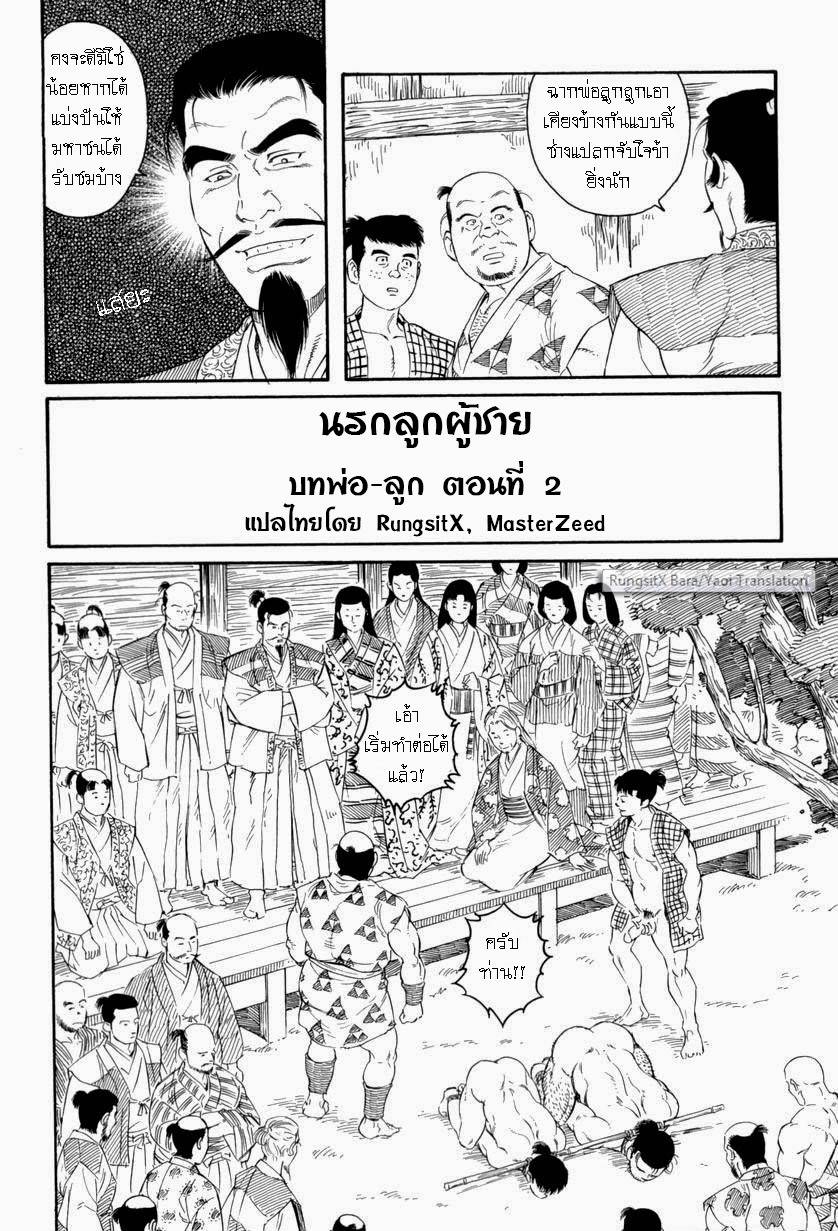 คงจะดีมิใช่
น้อยหากได้
แบ่งปันให้
มหาชนได้
รับชมบ้าง
แสยะ
ฉากพ่อลูกถูกเอา
เคียงข้างกันแบบนี้
ช่างแปลกจับใจข้า
ยิ่งนัก
นรกลูกผู้ชาย
บทพ่อ-ลูก ตอนที่ 2
แปลไทยโดย RungsitX, MasterZeed
RungsitX Bara/Yaoi Translation
เอ้า
เริ่มทำต่อได้
แล้ว!
ครับ
ท่าน!!